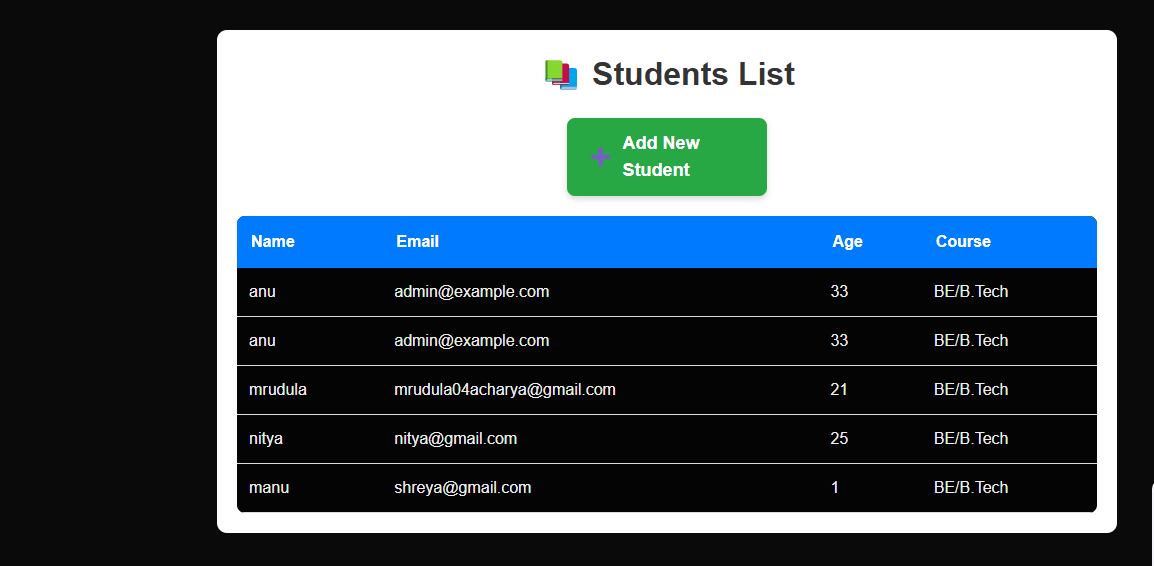 Students List
Add New
Student
Name Email Age Course
anu admin@example.com 33 BE/B.Tech
anu admin@example.com 33 BE/B.Tech
mrudula mrudula04acharya@gmail.com 21 BE/B.Tech
nitya nitya@gmail.com 25 BE/B.Tech
manu shreya@gmail.com 1 BE/B.Tech